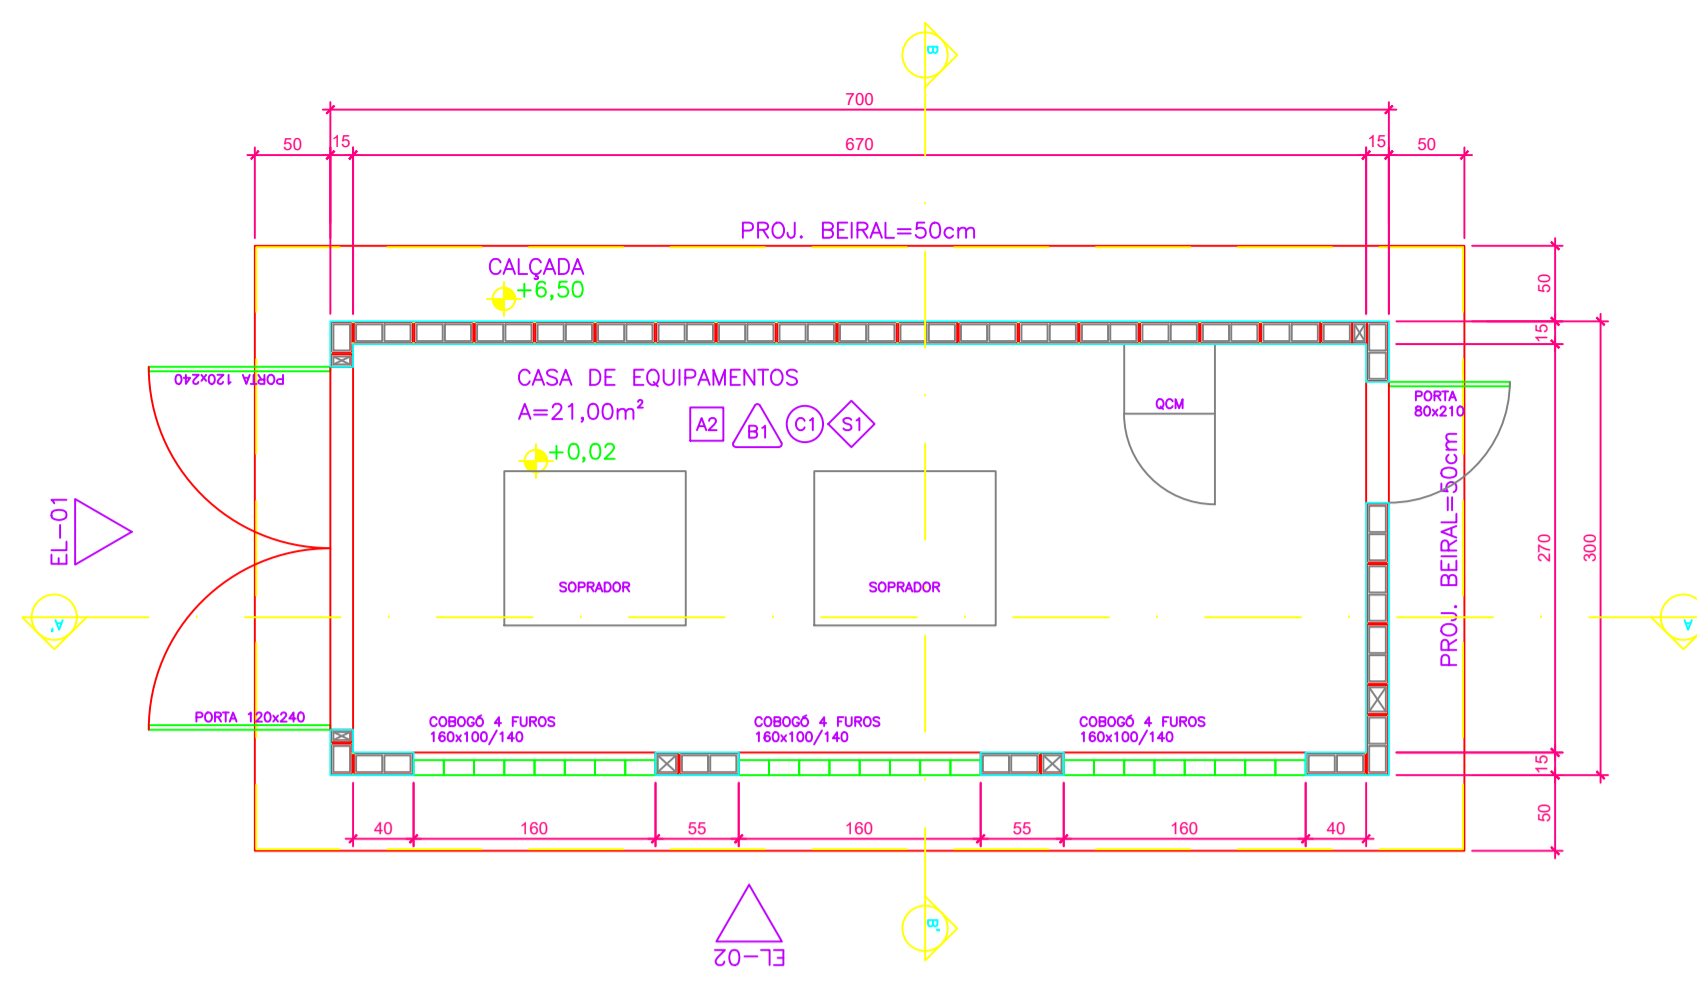 B
700
50
15
670
15
50
PROJ. BEIRAL=50cm
CALÇADA
+6,50
50
15
PORTA 120x240
CASA DE EQUIPAMENTOS
A=21,00m²
A2
B1
C1
S1
QCM
PORTA
80x210
+0,02
EL-01
PROJ. BEIRAL=50cm
270
300
SOPRADOR
SOPRADOR
A'
A
PORTA 120x240
COBOGÓ 4 FUROS
160x100/140
COBOGÓ 4 FUROS
160x100/140
COBOGÓ 4 FUROS
160x100/140
15
50
40
160
55
160
55
160
40
B'
EL-02